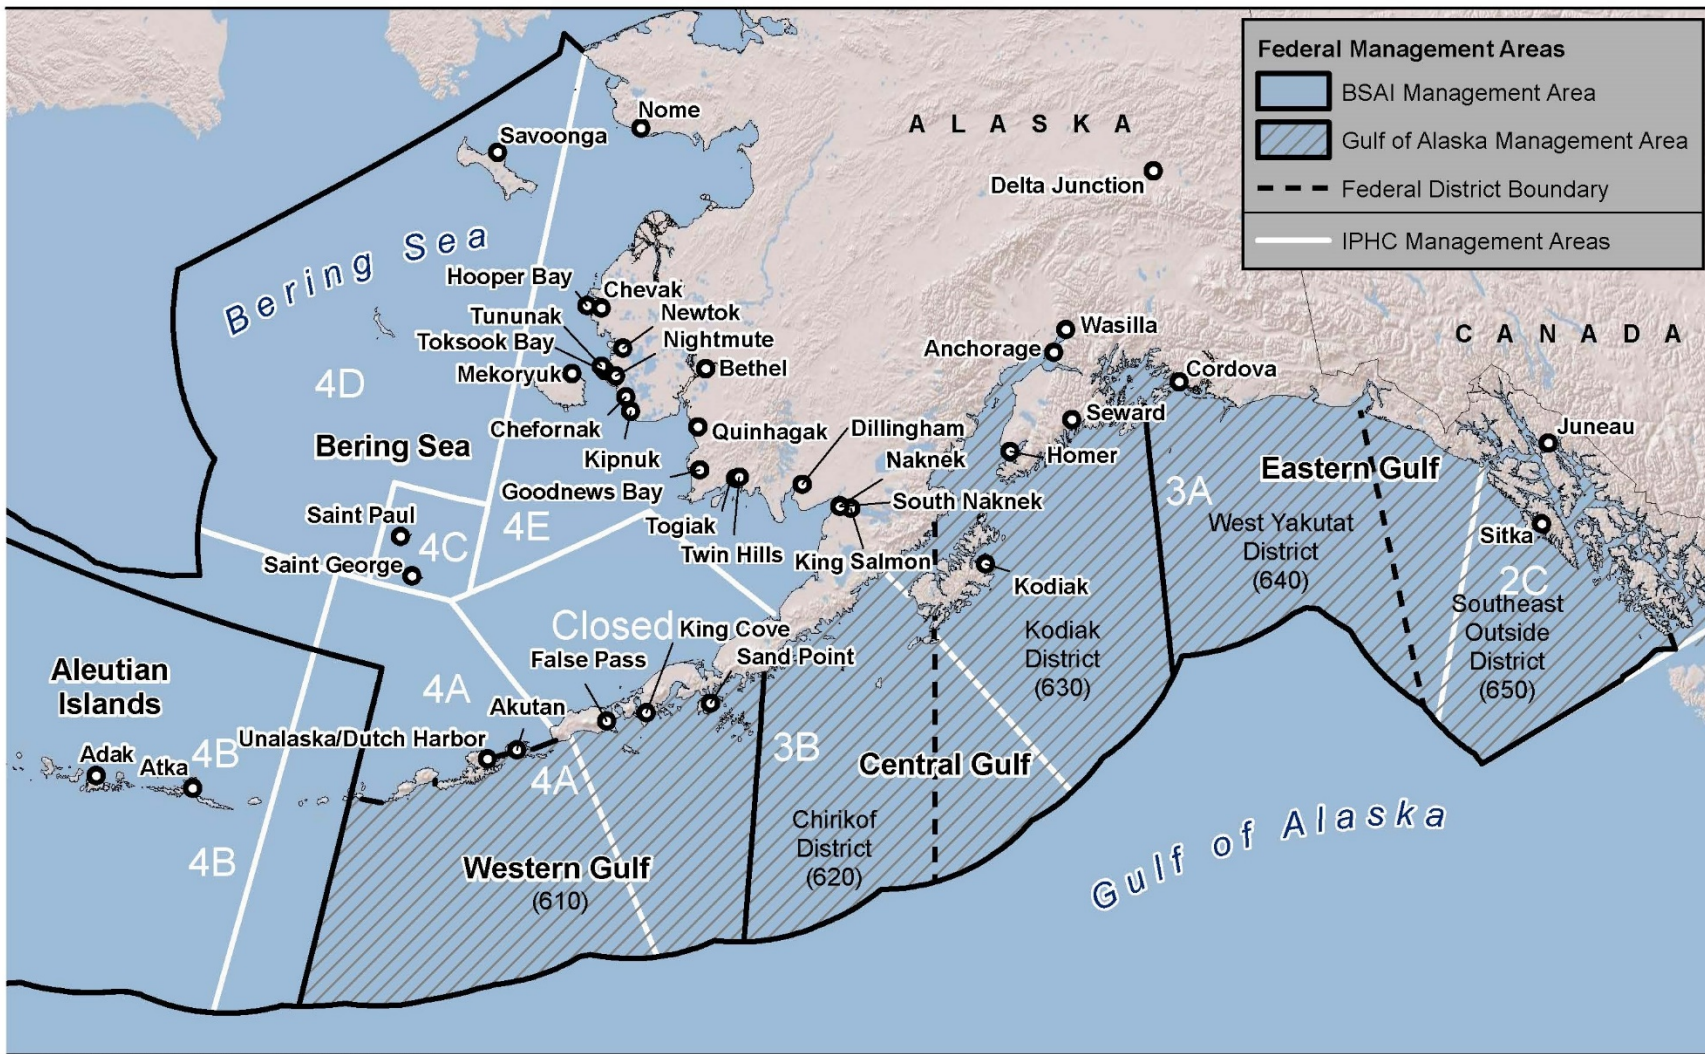 Federal Management Areas
BSAI Management Area
Gulf of Alaska Management Area
Federal District Boundary
IPHC Management Areas
Nome
Savoonga
A L A S K A
Delta Junction
Bering Sea
Hooper Bay
Chevak
Tununak
Newtok
Toksook Bay
Nightmute
Mekoryuk
Bethel
Wasilla
Anchorage
C A N A D A
Cordova
4D
Chefornak
Quinhagak
Dillingham
Seward
Juneau
Bering Sea
Kipnuk
Naknek
Homer
Eastern Gulf
Goodnews Bay
South Naknek
3A
Saint Paul
4C
4E
Togiak
Twin Hills
King Salmon
West Yakutat
District
(640)
Sitka
Saint George
Kodiak
2C
Closed
King Cove
Kodiak
District
(630)
Southeast
Outside
District
(650)
False Pass
Sand Point
Aleutian
Islands
4A
Akutan
Unalaska/Dutch Harbor
4B
Adak
Atka
4A
3B
Central Gulf
Gulf of Alaska
Chirikof
District
(620)
4B
Western Gulf
(610)